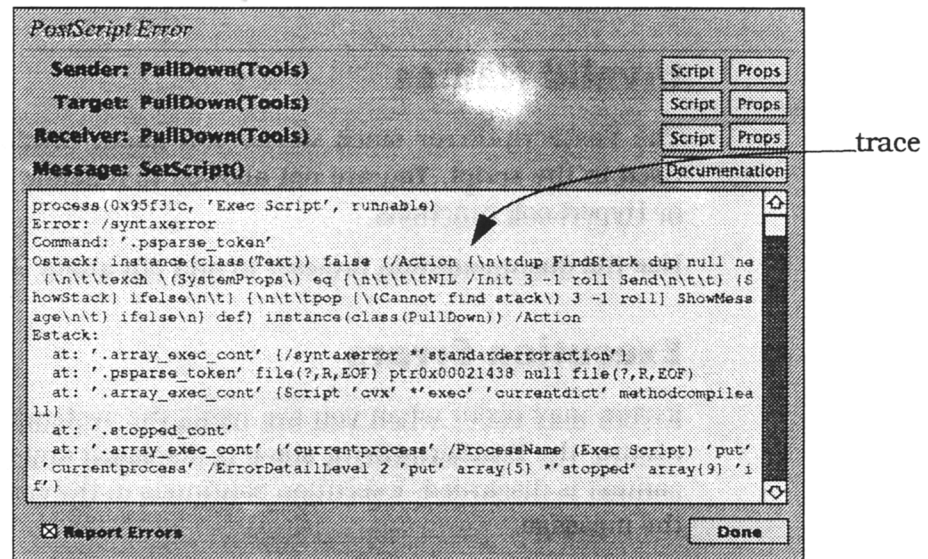 PostScript Error
Sender: PullDown(Tools) Script Props
Target: PullDown(Tools) Script Props
Receiver: PullDown(Tools) Script Props
trace
Message: SetScript() Documentation
process(0x95f31c, 'Exec Script', runnable)
Error: /syntaxerror
Command: '.psparse_token'
Ostack: instance(class(Text)) false (/Action {\n\tdup FindStack dup null ne
{\n\t\texch \(SystemProps\) eq {\n\t\t\tNIL /Init 3 -1 roll Send\n\t\t} {S
howStack} ifelse\n\t} {\n\t\tpop [\(Cannot find stack\) 3 -1 roll] ShowMess
age\n\t} ifelse\n} def) instance(class(PullDown)) /Action
Estack:
at: '.array_exec_cont' {/syntaxerror *'standarderroraction'}
at: '.psparse_token' file(?,R,EOF) ptr0x00021438 null file(?,R,EOF)
at: '.array_exec_cont' {Script 'cvx' *'exec' 'currentdict' methodcompilea
ll}
at: '.stopped_cont'
at: '.array_exec_cont' {'currentprocess' /ProcessName (Exec Script) 'put'
'currentprocess' /ErrorDetailLevel 2 'put' array{5} *'stopped' array{9} 'i
f'}
Report Errors Done